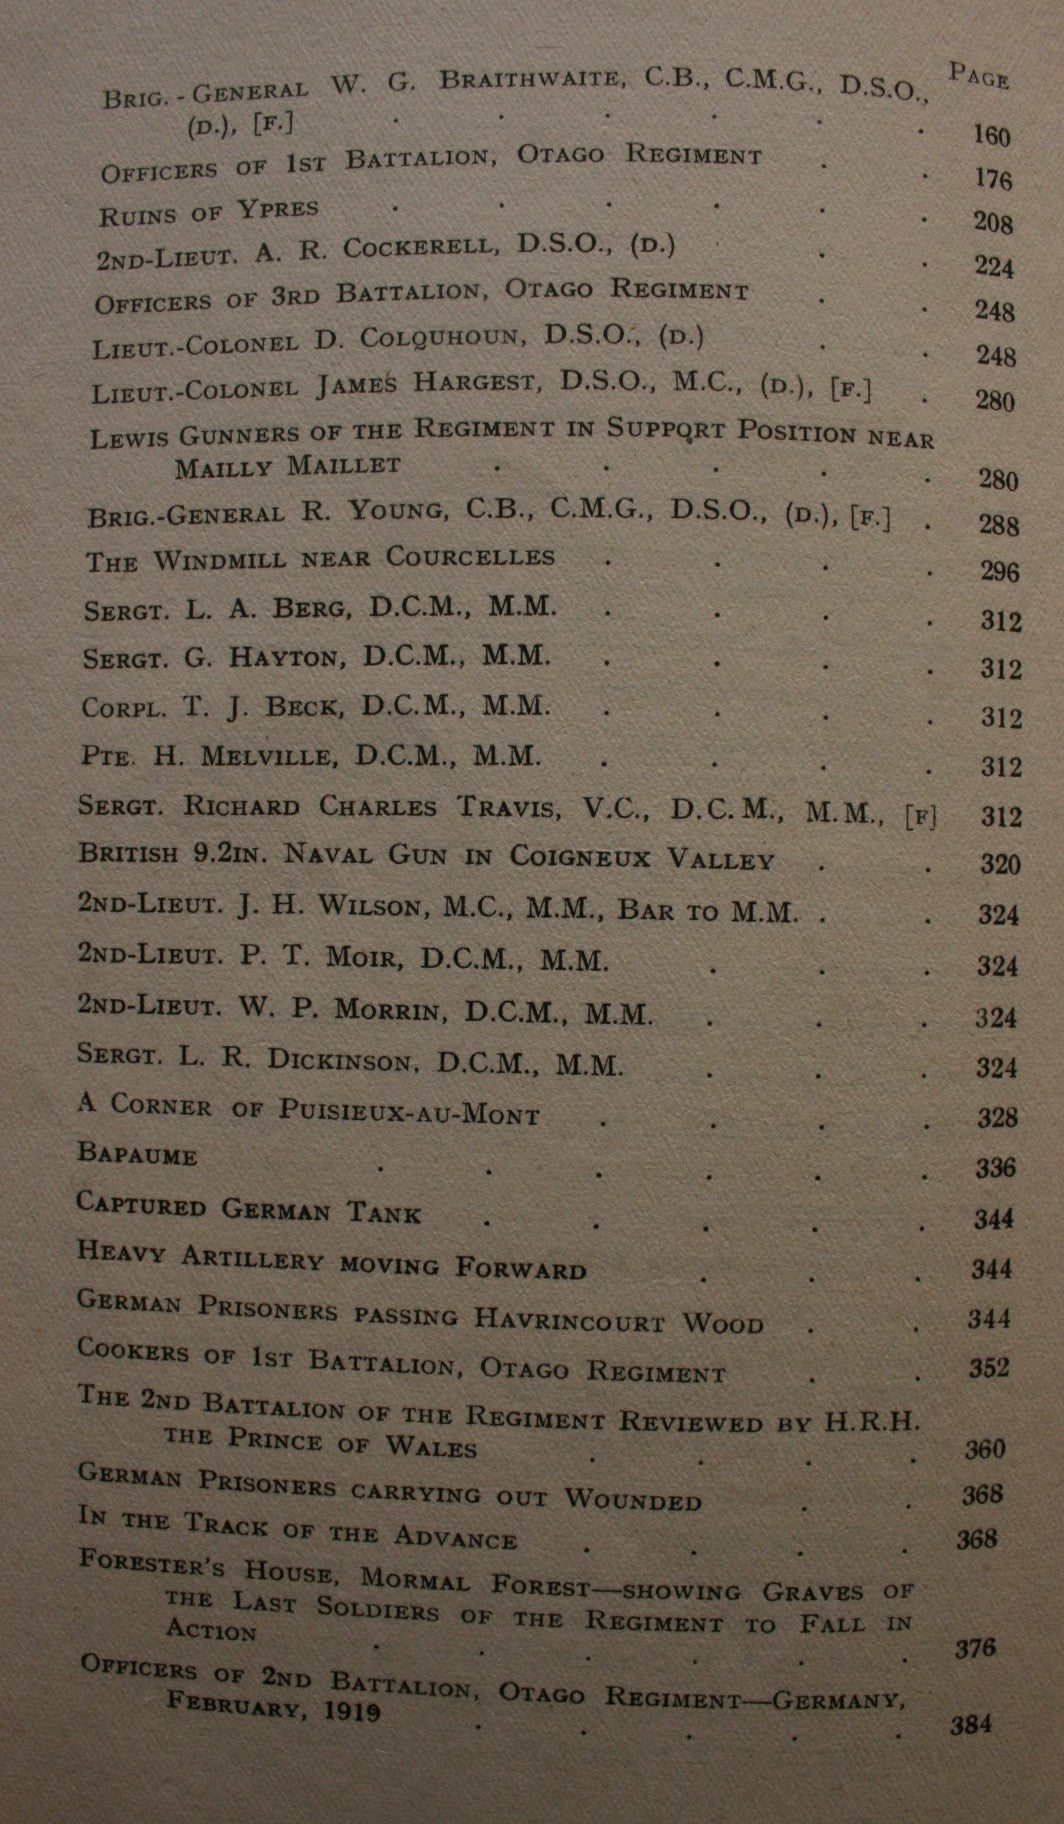 PAGE
BRIG.-GENERAL W. G. BRAITHWAITE, C.B., C.M.G., D.S.O.,
(D.), [F.] . . . . . . 160
OFFICERS OF 1ST BATTALION, OTAGO REGIMENT . . 176
RUINS OF YPRES . . . . . . 208
2ND-LIEUT. A. R. COCKERELL, D.S.O., (D.) . . 224
OFFICERS OF 3RD BATTALION, OTAGO REGIMENT . . 248
LIEUT.-COLONEL D. COLQUHOUN, D.S.O., (D.) . . 248
LIEUT.-COLONEL JAMES HARGEST, D.S.O., M.C., (D.), [F.] . 280
LEWIS GUNNERS OF THE REGIMENT IN SUPPORT POSITION NEAR
MAILLY MAILLET . . . . . 280
BRIG.-GENERAL R. YOUNG, C.B., C.M.G., D.S.O., (D.), [F.] . 288
THE WINDMILL NEAR COURCELLES . . . . 296
SERGT. L. A. BERG, D.C.M., M.M. . . . . 312
SERGT. G. HAYTON, D.C.M., M.M. . . . . 312
CORPL. T. J. BECK, D.C.M., M.M. . . . . 312
PTE. H. MELVILLE, D.C.M., M.M. . . . . 312
SERGT. RICHARD CHARLES TRAVIS, V.C., D.C.M., M.M., [F] 312
BRITISH 9.2IN. NAVAL GUN IN COIGNEUX VALLEY . . 320
2ND-LIEUT. J. H. WILSON, M.C., M.M., BAR TO M.M. . . 324
2ND-LIEUT. P. T. MOIR, D.C.M., M.M. . . . 324
2ND-LIEUT. W. P. MORRIN, D.C.M., M.M. . . . 324
SERGT. L. R. DICKINSON, D.C.M., M.M. . . . 324
A CORNER OF PUISIEUX-AU-MONT . . . . 328
BAPAUME . . . . . . 336
CAPTURED GERMAN TANK . . . . . 344
HEAVY ARTILLERY MOVING FORWARD . . . 344
GERMAN PRISONERS PASSING HAVRINCOURT WOOD . . 344
COOKERS OF 1ST BATTALION, OTAGO REGIMENT . . 352
THE 2ND BATTALION OF THE REGIMENT REVIEWED BY H.R.H.
THE PRINCE OF WALES . . . . 360
GERMAN PRISONERS CARRYING OUT WOUNDED . . 368
IN THE TRACK OF THE ADVANCE . . . . 368
FORESTER'S HOUSE, MORMAL FOREST—SHOWING GRAVES OF
THE LAST SOLDIERS OF THE REGIMENT TO FALL IN
ACTION . . . . . . 376
OFFICERS OF 2ND BATTALION, OTAGO REGIMENT—GERMANY,
FEBRUARY, 1919 . . . . . 384